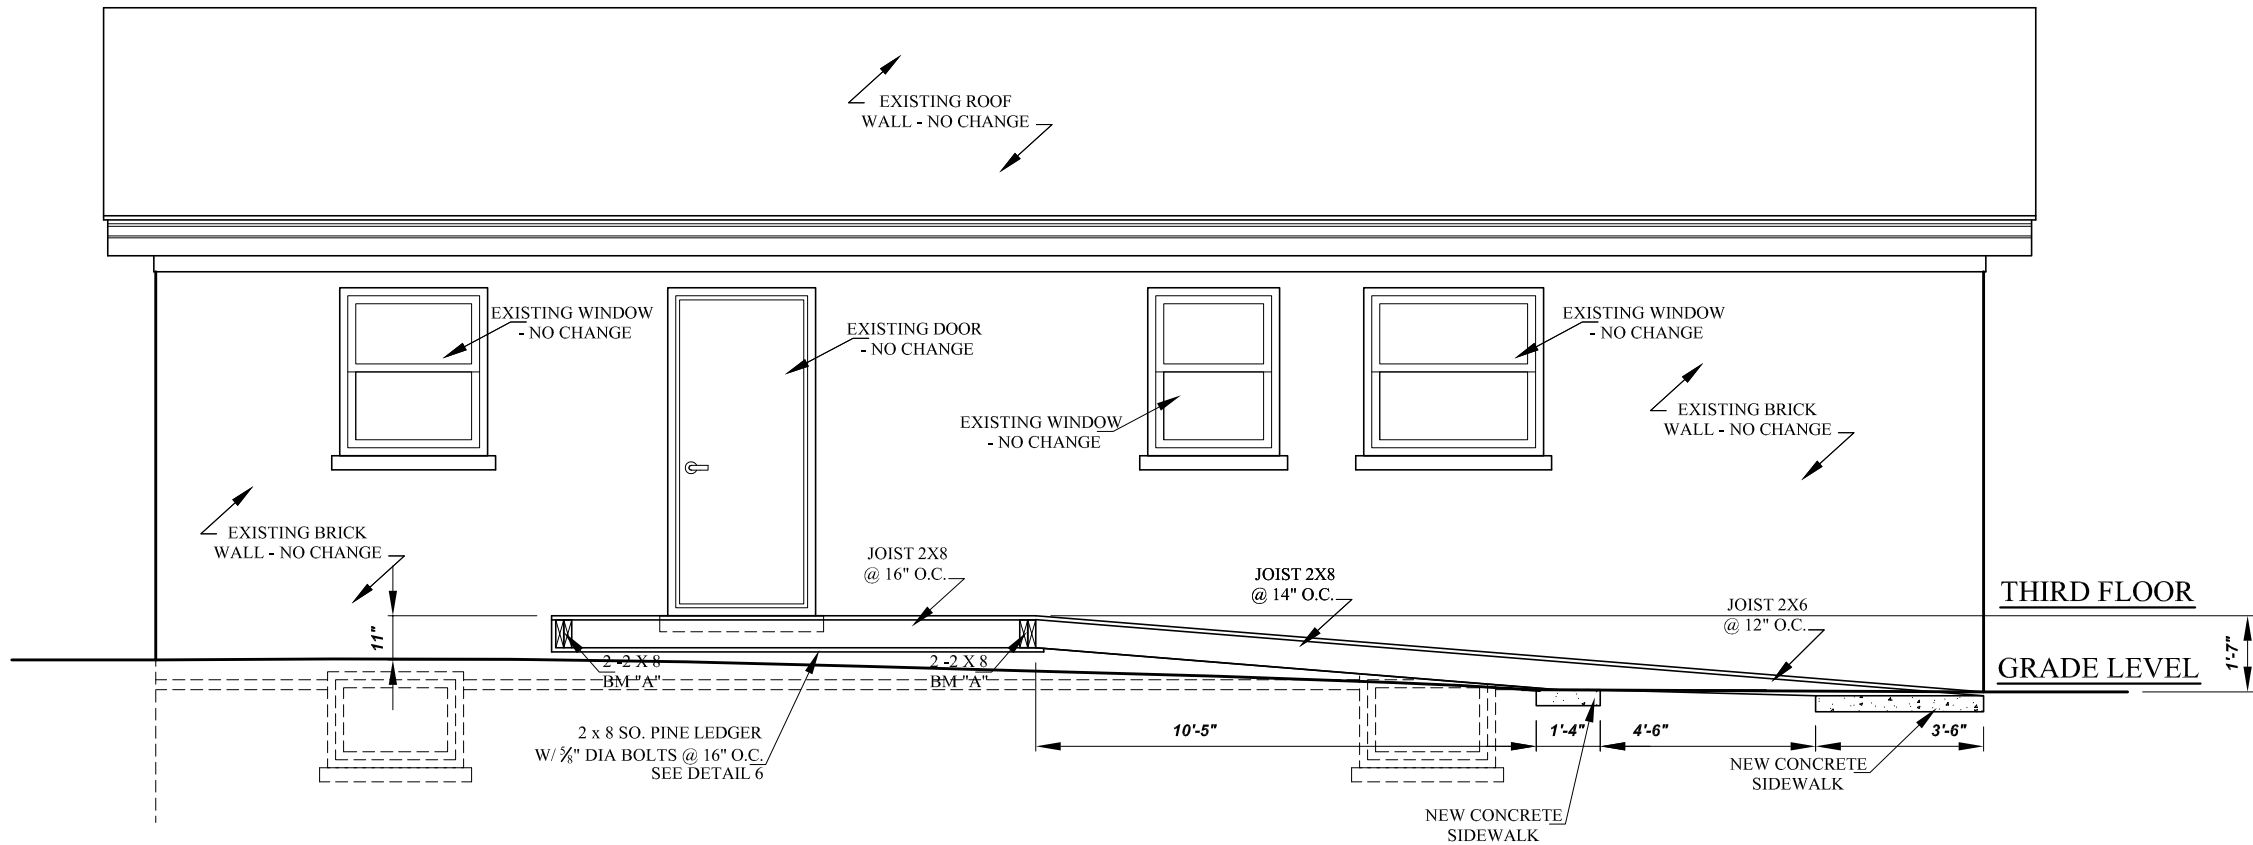 EXISTING ROOF
WALL - NO CHANGE
EXISTING WINDOW
- NO CHANGE
EXISTING DOOR
- NO CHANGE
EXISTING WINDOW
- NO CHANGE
EXISTING WINDOW
- NO CHANGE
EXISTING BRICK
WALL - NO CHANGE
EXISTING BRICK
WALL - NO CHANGE
JOIST 2X8
@ 16" O.C.
JOIST 2X8
@ 14" O.C.
JOIST 2X6
@ 12" O.C.
THIRD FLOOR
11"
1'-7"
GRADE LEVEL
2 -2 X 8
BM "A"
2 -2 X 8
BM "A"
2 x 8 SO. PINE LEDGER
W/ ⅝" DIA BOLTS @ 16" O.C.
SEE DETAIL 6
10'-5"
1'-4"
4'-6"
3'-6"
NEW CONCRETE
SIDEWALK
NEW CONCRETE
SIDEWALK